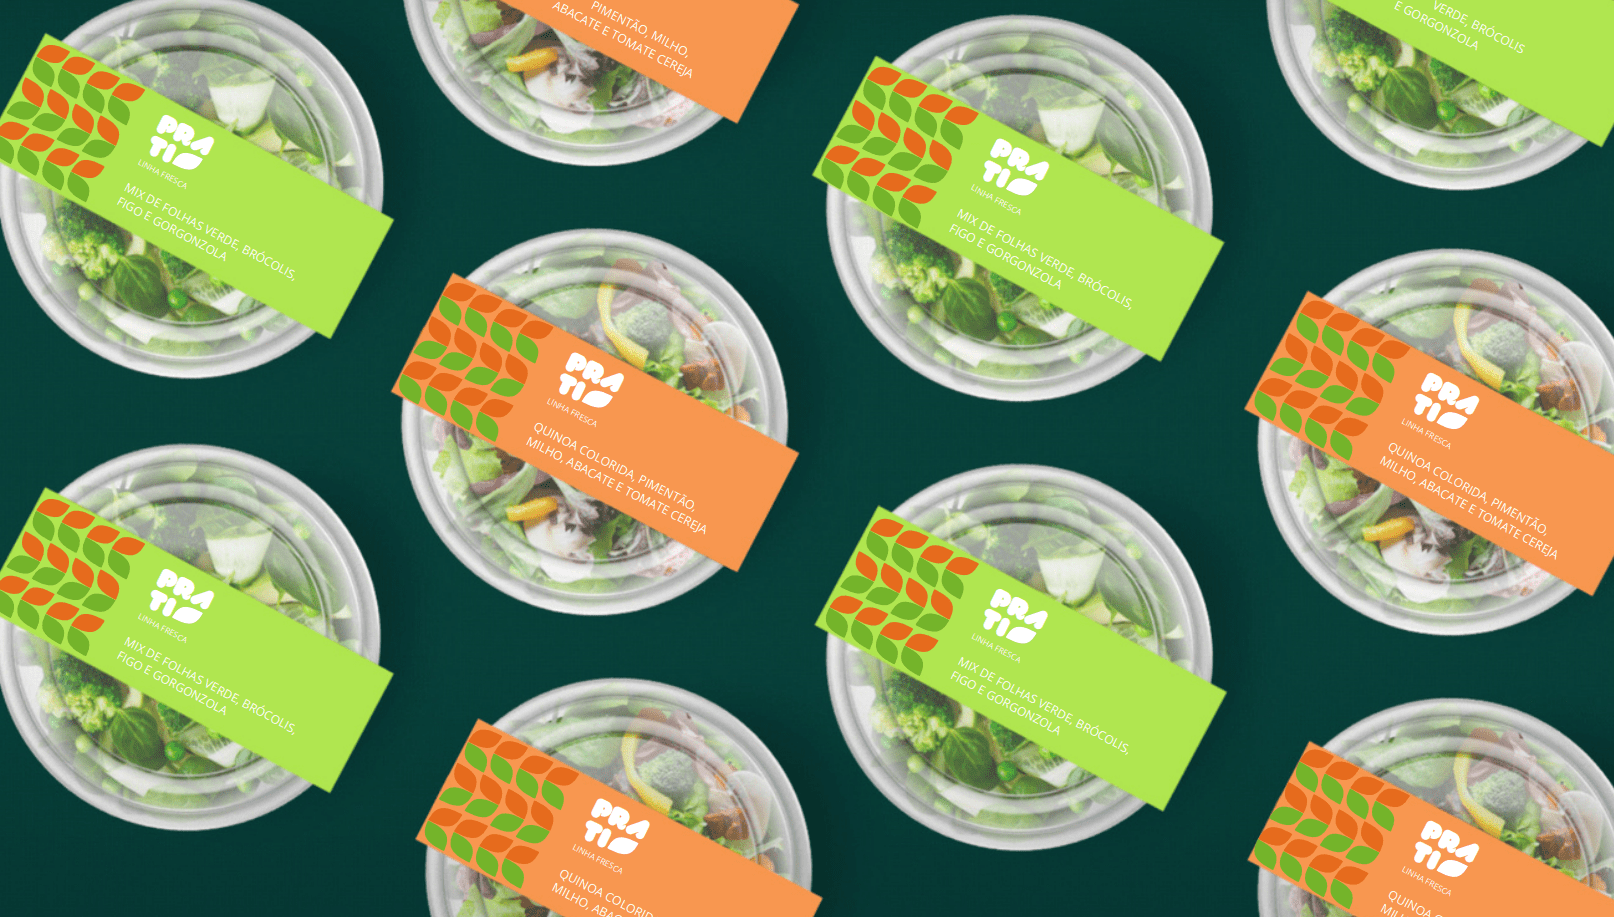 PIMENTÃO, MILHO,
ABACATE E TOMATE CEREJA
VERDE, BRÓCOLIS
E GORGONZOLA
PRA
TI
LINHA FRESCA
MIX DE FOLHAS VERDE, BRÓCOLIS,
FIGO E GORGONZOLA
PRA
TI
LINHA FRESCA
MIX DE FOLHAS VERDE, BRÓCOLIS,
FIGO E GORGONZOLA
PRA
TI
LINHA FRESCA
QUINOA COLORIDA, PIMENTÃO,
MILHO, ABACATE E TOMATE CEREJA
PRA
TI
LINHA FRESCA
QUINOA COLORIDA, PIMENTÃO,
MILHO, ABACATE E TOMATE CEREJA
PRA
TI
LINHA FRESCA
MIX DE FOLHAS VERDE, BRÓCOLIS,
FIGO E GORGONZOLA
PRA
TI
LINHA FRESCA
MIX DE FOLHAS VERDE, BRÓCOLIS,
FIGO E GORGONZOLA
PRA
TI
LINHA FRESCA
QUINOA COLORID
MILHO, ABAC
PRA
TI
LINHA FRESCA
QUINOA
MIL